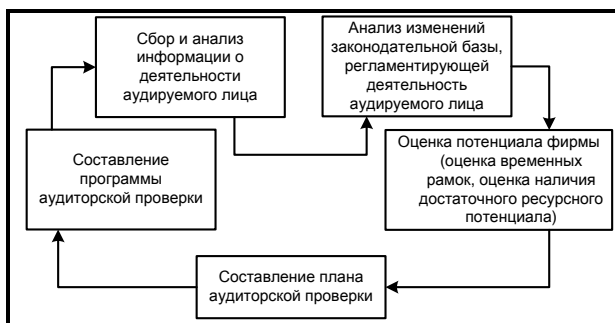 Сбор и анализ
информации о
деятельности
аудируемого лица
Анализ изменений
законодательной базы,
регламентирующей
деятельность
аудируемого лица
Оценка потенциала фирмы
(оценка временных
рамок, оценка наличия
достаточного ресурсного
потенциала)
Составление плана
аудиторской проверки
Составление
программы
аудиторской проверки